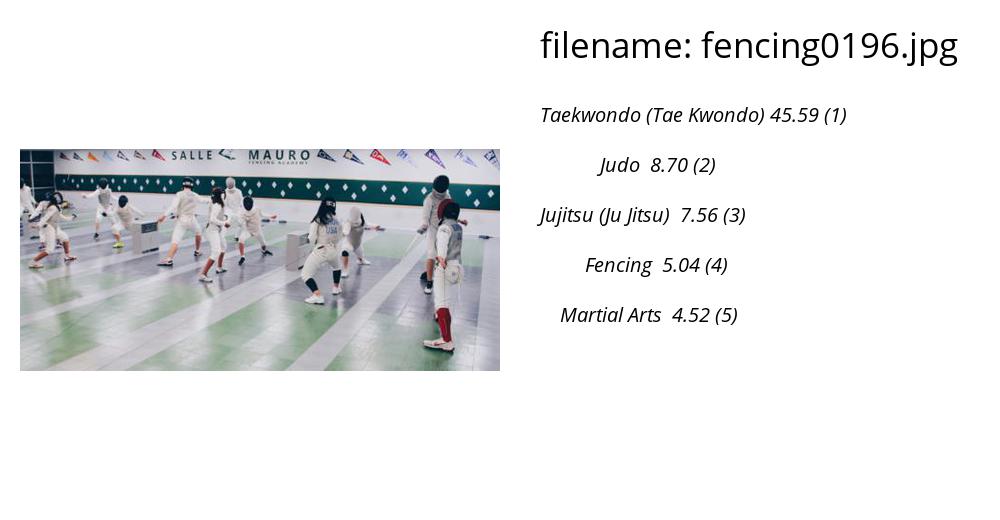 filename: fencing0196.jpg
Taekwondo (Tae Kwondo) 45.59 (1)
Judo 8.70 (2)
Jujitsu (Ju Jitsu) 7.56 (3)
Fencing 5.04 (4)
Martial Arts 4.52 (5)
SALLE MAURO
FENCING ACADEMY
USA